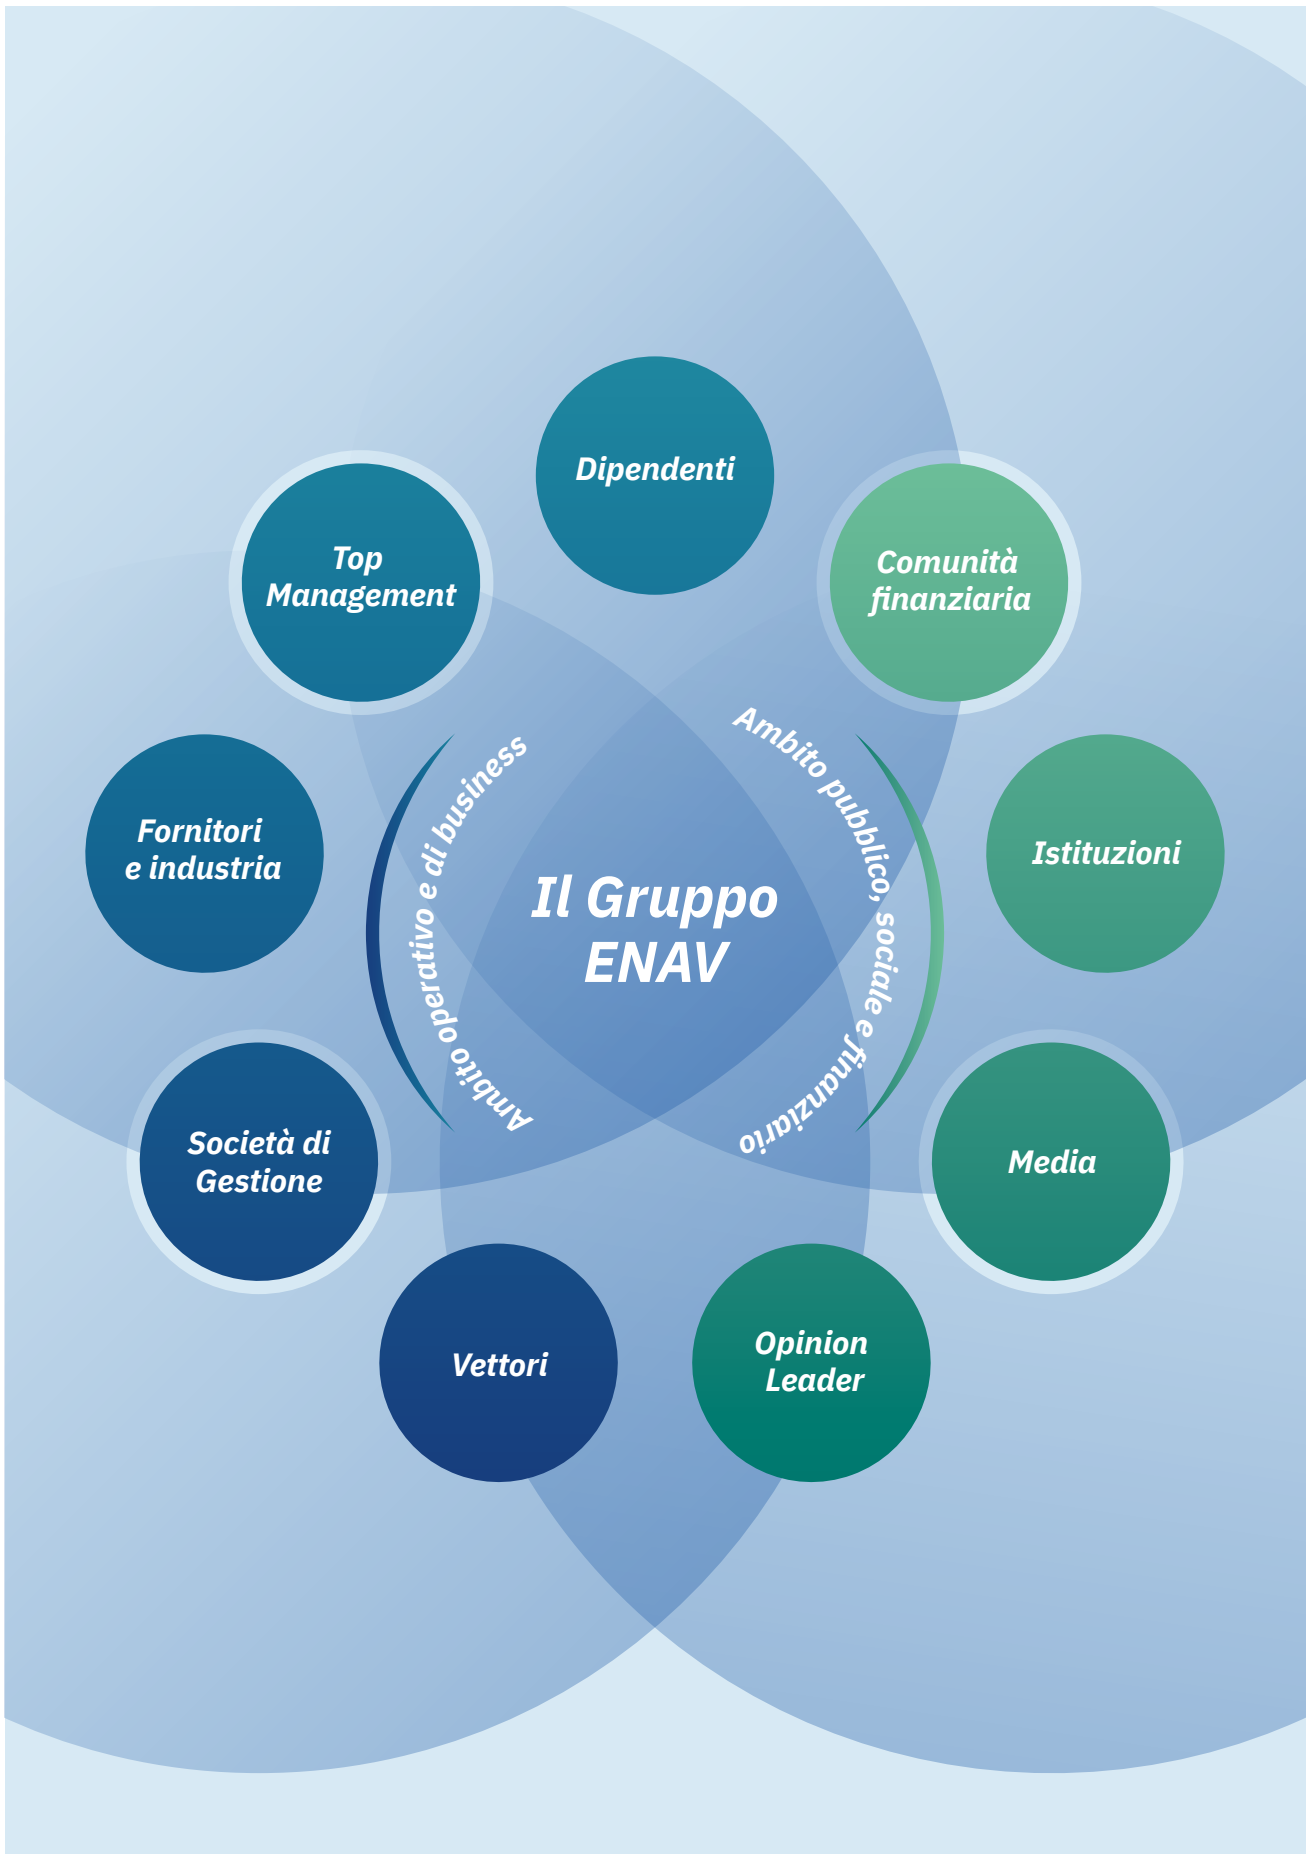 Dipendenti
Top
Management
Comunità
finanziaria
Fornitori
e industria
Ambito operativo e di business
Il Gruppo
ENAV
Ambito pubblico, sociale e finanziario
Istituzioni
Società di
Gestione
Media
Vettori
Opinion
Leader